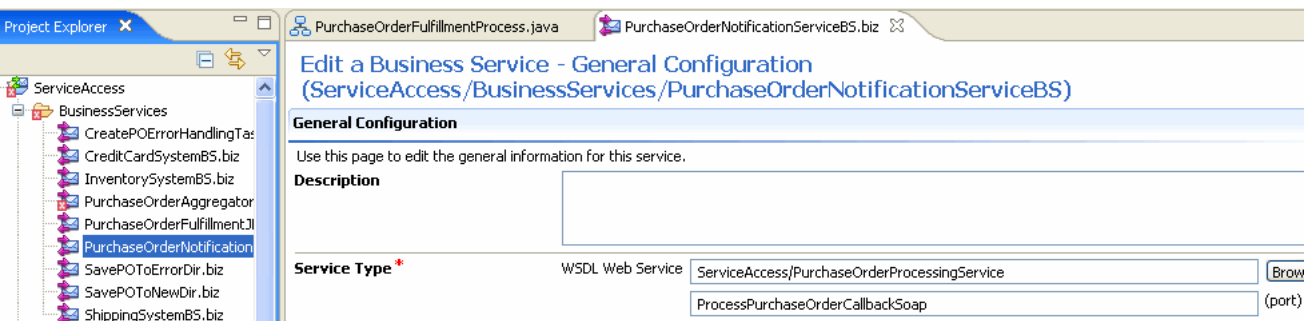 Project Explorer
PurchaseOrderFulfillmentProcess.java
PurchaseOrderNotificationServiceBS.biz
ServiceAccess
BusinessServices
CreatePOErrorHandlingTas
CreditCardSystemBS.biz
InventorySystemBS.biz
PurchaseOrderAggregator
PurchaseOrderFulfillmentJ
PurchaseOrderNotification
SavePOToErrorDir.biz
SavePOToNewDir.biz
ShippingSystemBS.biz
Edit a Business Service - General Configuration
(ServiceAccess/BusinessServices/PurchaseOrderNotificationServiceBS)
General Configuration
Use this page to edit the general information for this service.
Description
Service Type * WSDL Web Service ServiceAccess/PurchaseOrderProcessingService Brow
ProcessPurchaseOrderCallbackSoap (port)